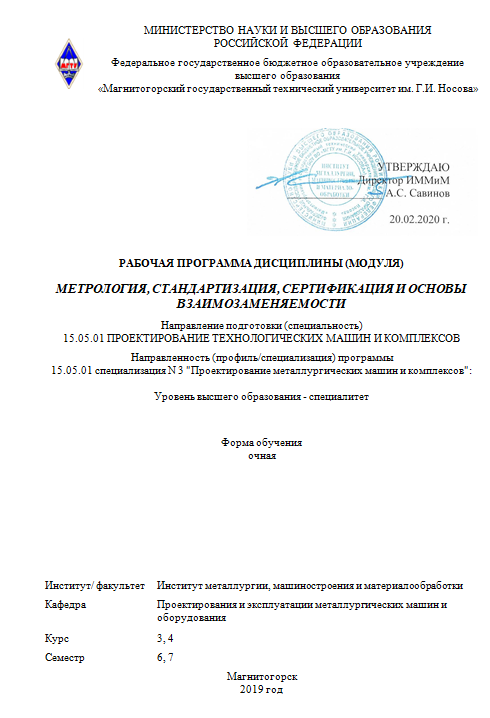 МИНИСТЕРСТВО НАУКИ И ВЫСШЕГО ОБРАЗОВАНИЯ
РОССИЙСКОЙ ФЕДЕРАЦИИ
Федеральное государственное бюджетное образовательное учреждение
высшего образования
«Магнитогорский государственный технический университет им. Г.И. Носова»
УТВЕРЖДАЮ
Директор ИММиМ
А.С. Савинов
20.02.2020 г.
РАБОЧАЯ ПРОГРАММА ДИСЦИПЛИНЫ (МОДУЛЯ)
МЕТРОЛОГИЯ, СТАНДАРТИЗАЦИЯ, СЕРТИФИКАЦИЯ И ОСНОВЫ
ВЗАИМОЗАМЕНЯЕМОСТИ
Направление подготовки (специальность)
15.05.01 ПРОЕКТИРОВАНИЕ ТЕХНОЛОГИЧЕСКИХ МАШИН И КОМПЛЕКСОВ
Направленность (профиль/специализация) программы
15.05.01 специализация N 3 "Проектирование металлургических машин и комплексов":
Уровень высшего образования - специалитет
Форма обучения
очная
Институт/ факультет Институт металлургии, машиностроения и материалообработки
Кафедра Проектирования и эксплуатации металлургических машин и
оборудования
Курс 3, 4
Семестр 6, 7
Магнитогорск
2019 год